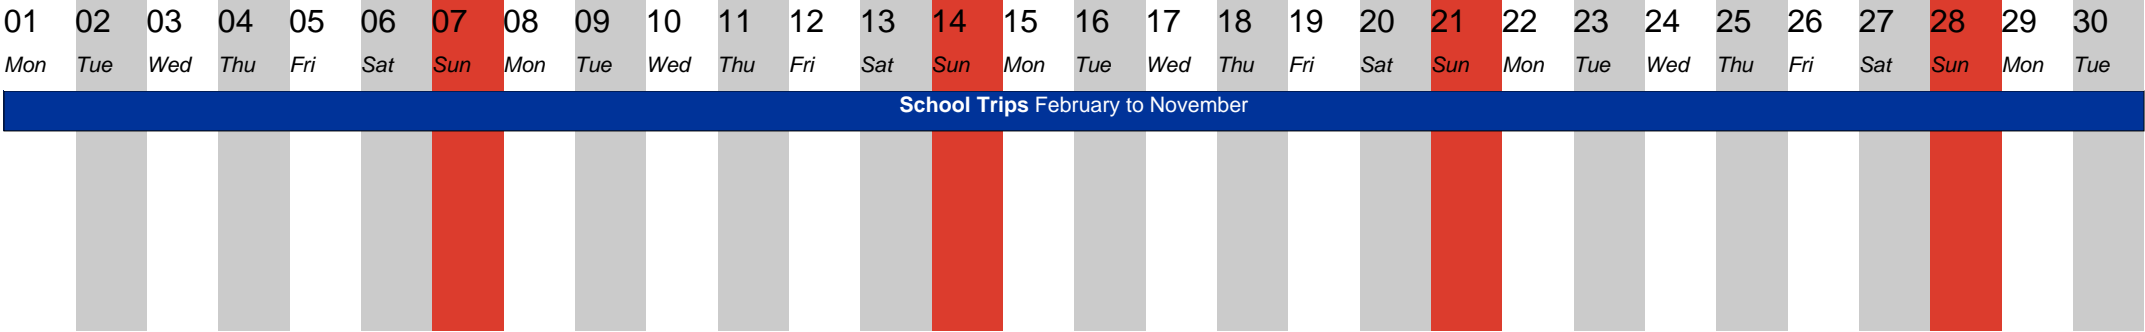 01 02 03 04 05 06 07 08 09 10 11 12 13 14 15 16 17 18 19 20 21 22 23 24 25 26 27 28 29 30
Mon Tue Wed Thu Fri Sat Sun Mon Tue Wed Thu Fri Sat Sun Mon Tue Wed Thu Fri Sat Sun Mon Tue Wed Thu Fri Sat Sun Mon Tue
School Trips February to November